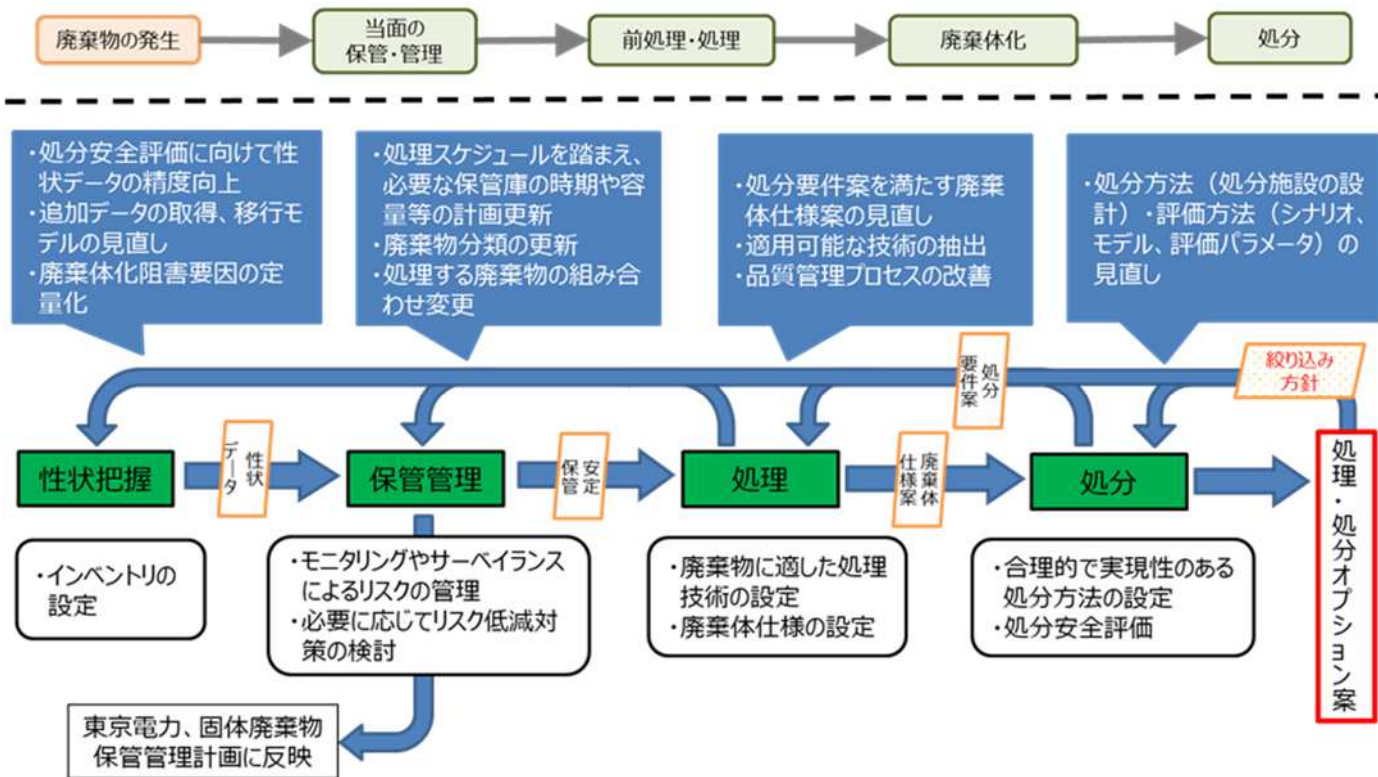 廃棄物の発生
当面の
保管・管理
前処理・処理
廃棄体化
処分
・処分安全評価に向けて性
状データの精度向上
・追加データの取得、移行モ
デルの見直し
・廃棄体化阻害要因の定
量化
・処理スケジュールを踏まえ、
必要な保管庫の時期や容
量等の計画更新
・廃棄物分類の更新
・処理する廃棄物の組み合
わせ変更
・処分要件案を満たす廃棄
体仕様案の見直し
・適用可能な技術の抽出
・品質管理プロセスの改善
・処分方法（処分施設の設
計）・評価方法（シナリオ、
モデル、評価パラメータ）の
見直し
処分
要件案
絞り込み
方針
性状把握
性状
データ
保管管理
安定
保管
処理
廃棄体
仕様案
処分
処理・処分オプション案
・インベントリの
設定
・モニタリングやサーベイランス
によるリスクの管理
・必要に応じてリスク低減対
策の検討
・廃棄物に適した処理
技術の設定
・廃棄体仕様の設定
・合理的で実現性のある
処分方法の設定
・処分安全評価
東京電力、固体廃棄物
保管管理計画に反映